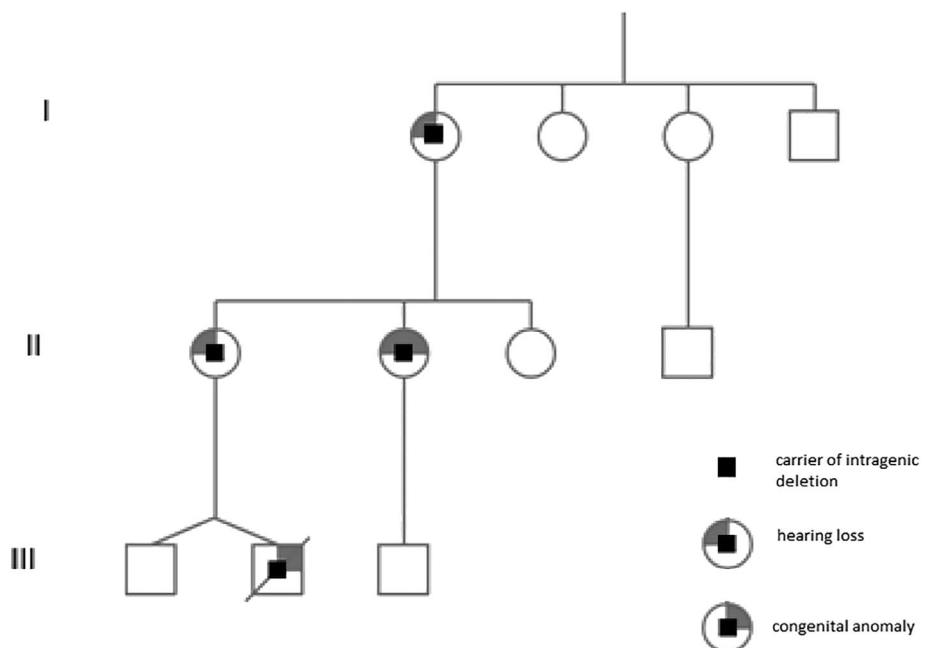 I
II
III
carrier of intragenic
deletion
hearing loss
congenital anomaly